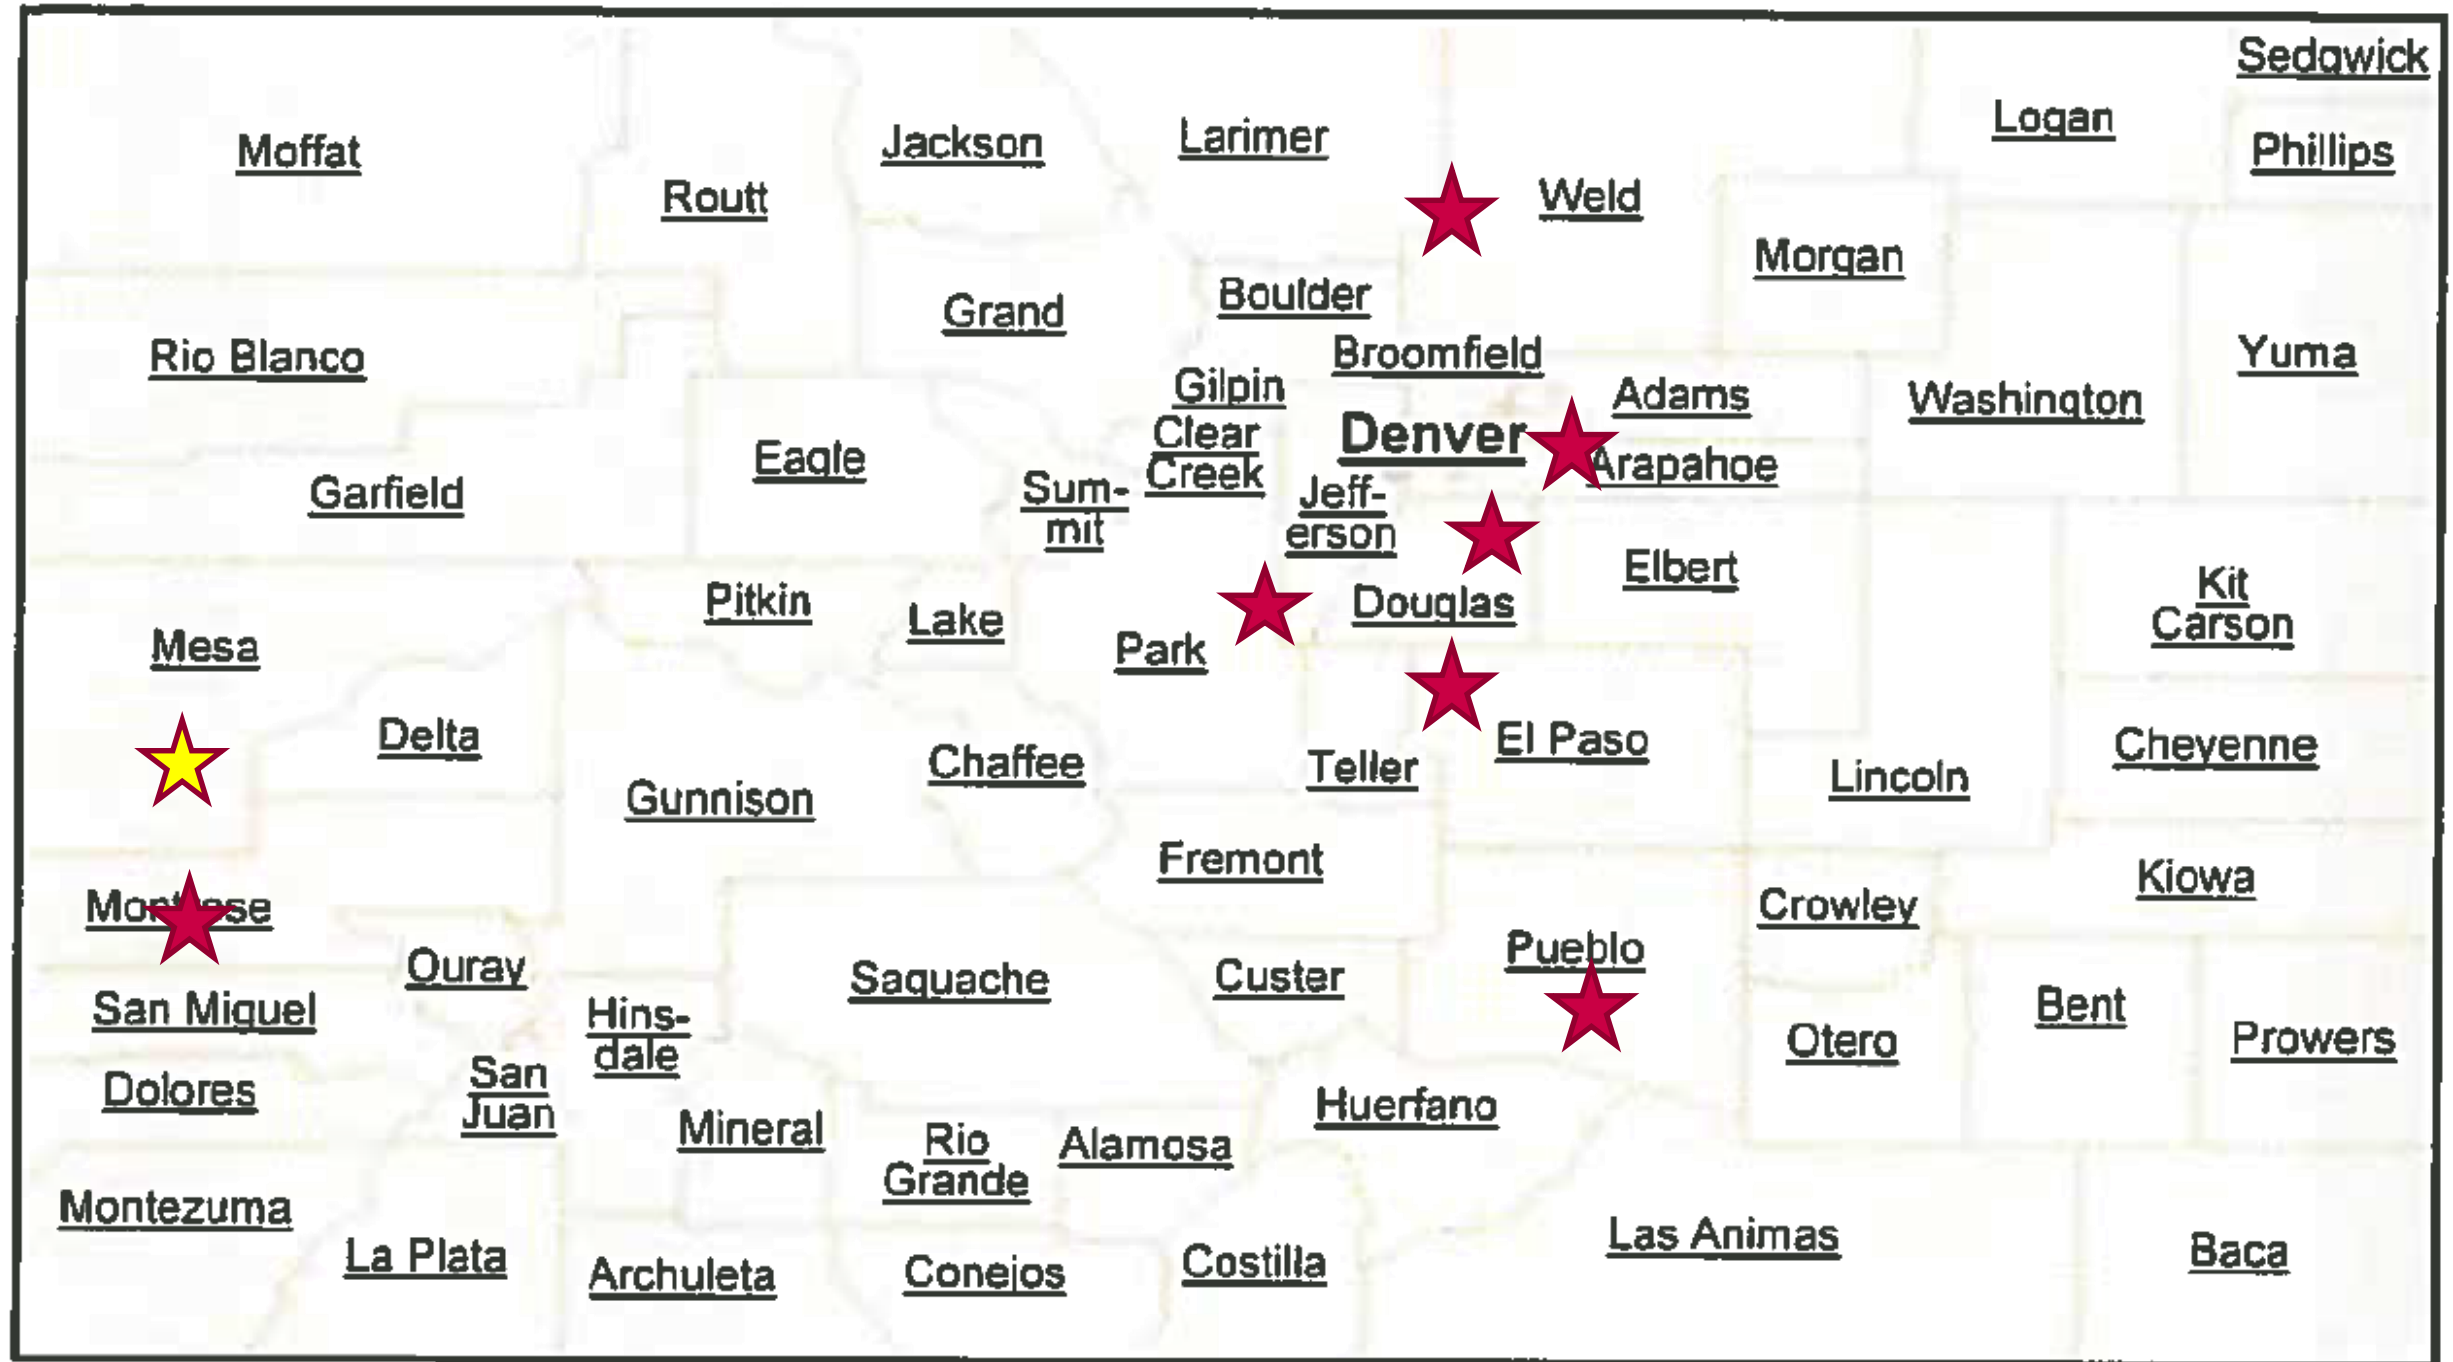 Sedgwick
Moffat
Routt
Jackson
Larimer
Weld
Logan
Phillips
Morgan
Rio Blanco
Grand
Boulder
Broomfield
Yuma
Gilpin
Adams
Washington
Clear
Creek
Denver
Arapahoe
Garfield
Eagle
Sum-
mit
Jeff-
erson
Elbert
Kit
Carson
Mesa
Pitkin
Lake
Park
Douglas
Delta
Gunnison
Chaffee
Teller
El Paso
Lincoln
Cheyenne
Fremont
Kiowa
Montrose
Crowley
Ouray
Saguache
Custer
Pueblo
San Miguel
Hins-
dale
Otero
Bent
Prowers
Dolores
San
Juan
Mineral
Rio
Grande
Alamosa
Huerfano
Montezuma
La Plata
Archuleta
Conejos
Costilla
Las Animas
Baca